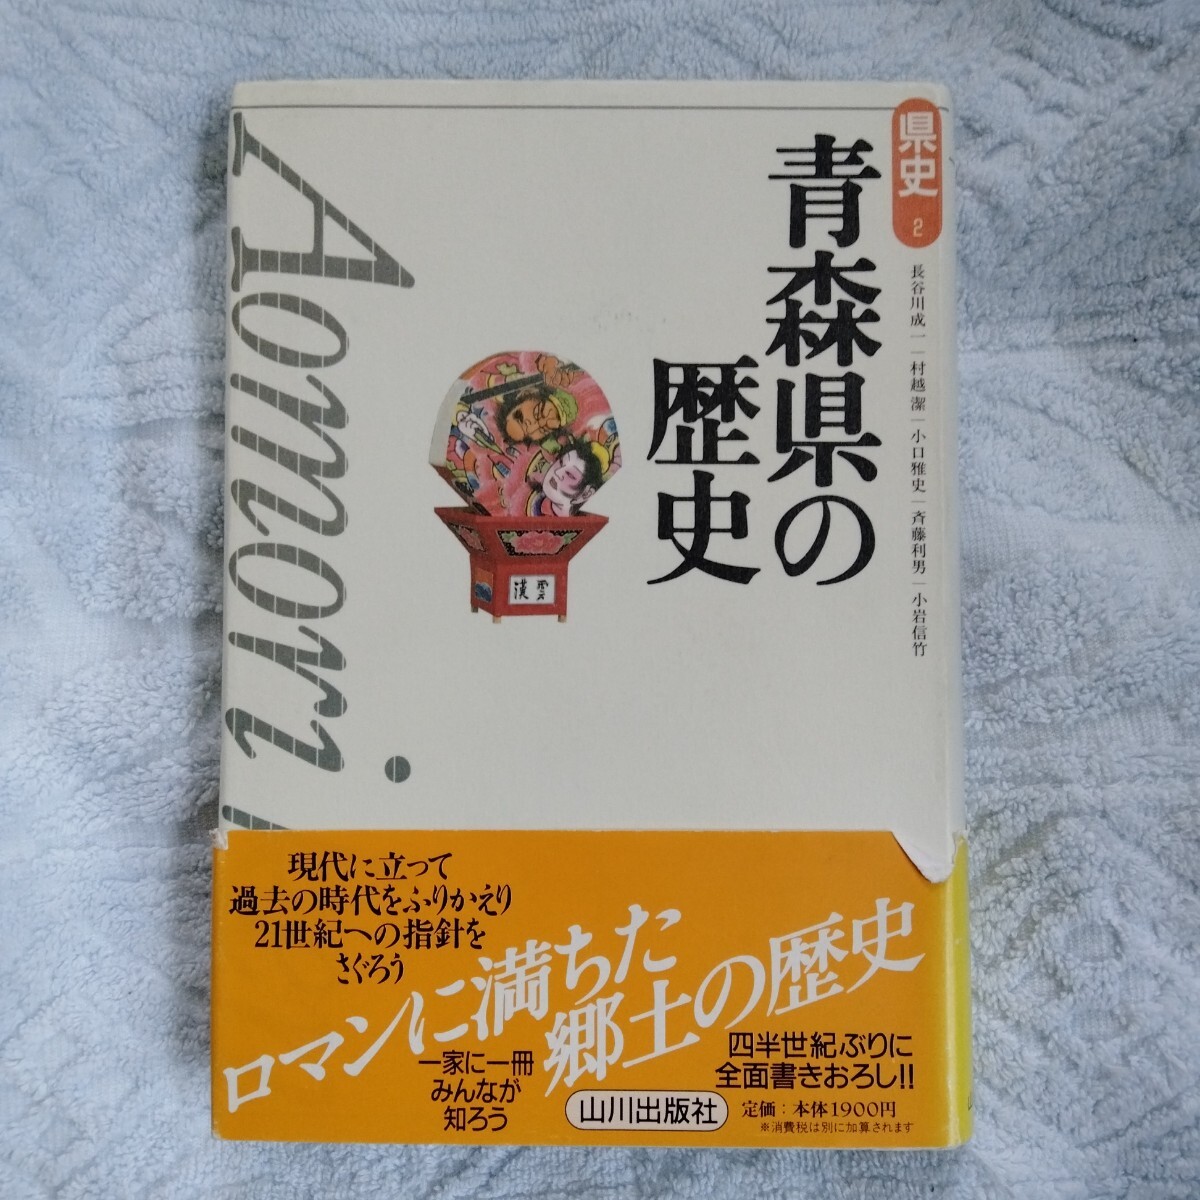 県史
2
青森県の
歴史
長谷川成一｜村越潔｜小口雅史｜斉藤利男｜小岩信竹
Aomori
漢雲
現代に立って
過去の時代をふりかえり
21世紀への指針を
さぐろう
ロマンに満ちた
郷土の歴史
一家に一冊
みんなが
知ろう
四半世紀ぶりに
全面書きおろし!!
山川出版社
定価：本体1900円
※消費税は別に加算されます